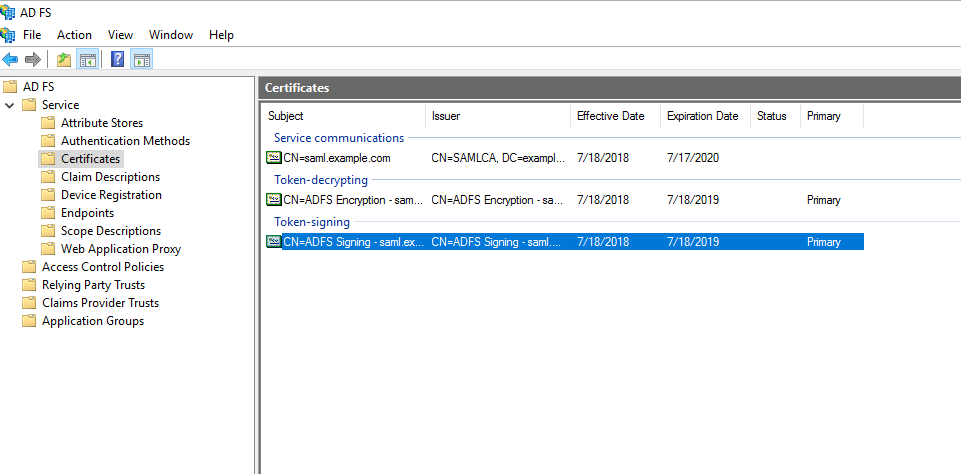 AD FS
File Action View Window Help
AD FS
Service
Attribute Stores
Authentication Methods
Certificates
Claim Descriptions
Device Registration
Endpoints
Scope Descriptions
Web Application Proxy
Access Control Policies
Relying Party Trusts
Claims Provider Trusts
Application Groups
Certificates
Subject Issuer Effective Date Expiration Date Status Primary
Service communications
CN=saml.example.com CN=SAMLCA, DC=exampl... 7/18/2018 7/17/2020
Token-decrypting
CN=ADFS Encryption - sam... CN=ADFS Encryption - sa... 7/18/2018 7/18/2019 Primary
Token-signing
CN=ADFS Signing - saml.ex... CN=ADFS Signing - saml.... 7/18/2018 7/18/2019 Primary